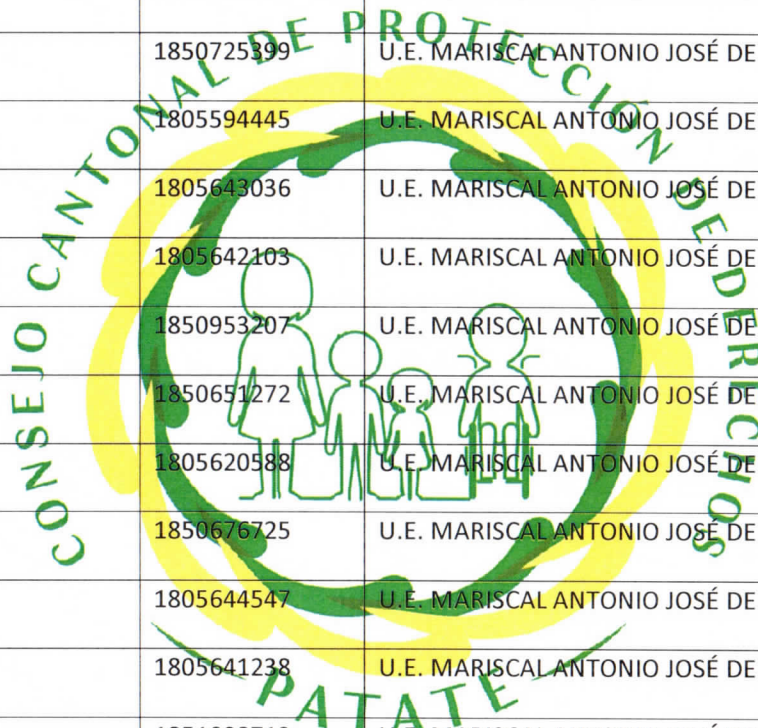 CONSEJO CANTONAL DE PROTECCIÓN DE DERECHOS
1850725399 U.E. MARISCAL ANTONIO JOSÉ DE
1805594445 U.E. MARISCAL ANTONIO JOSÉ DE
1805643036 U.E. MARISCAL ANTONIO JOSÉ DE
1805642103 U.E. MARISCAL ANTONIO JOSÉ DE
1850953207 U.E. MARISCAL ANTONIO JOSÉ DE
1850651272 U.E. MARISCAL ANTONIO JOSÉ DE
1805620588 U.E. MARISCAL ANTONIO JOSÉ DE
1850676725 U.E. MARISCAL ANTONIO JOSÉ DE
1805644547 U.E. MARISCAL ANTONIO JOSÉ DE
1805641238 U.E. MARISCAL ANTONIO JOSÉ DE
PATATE